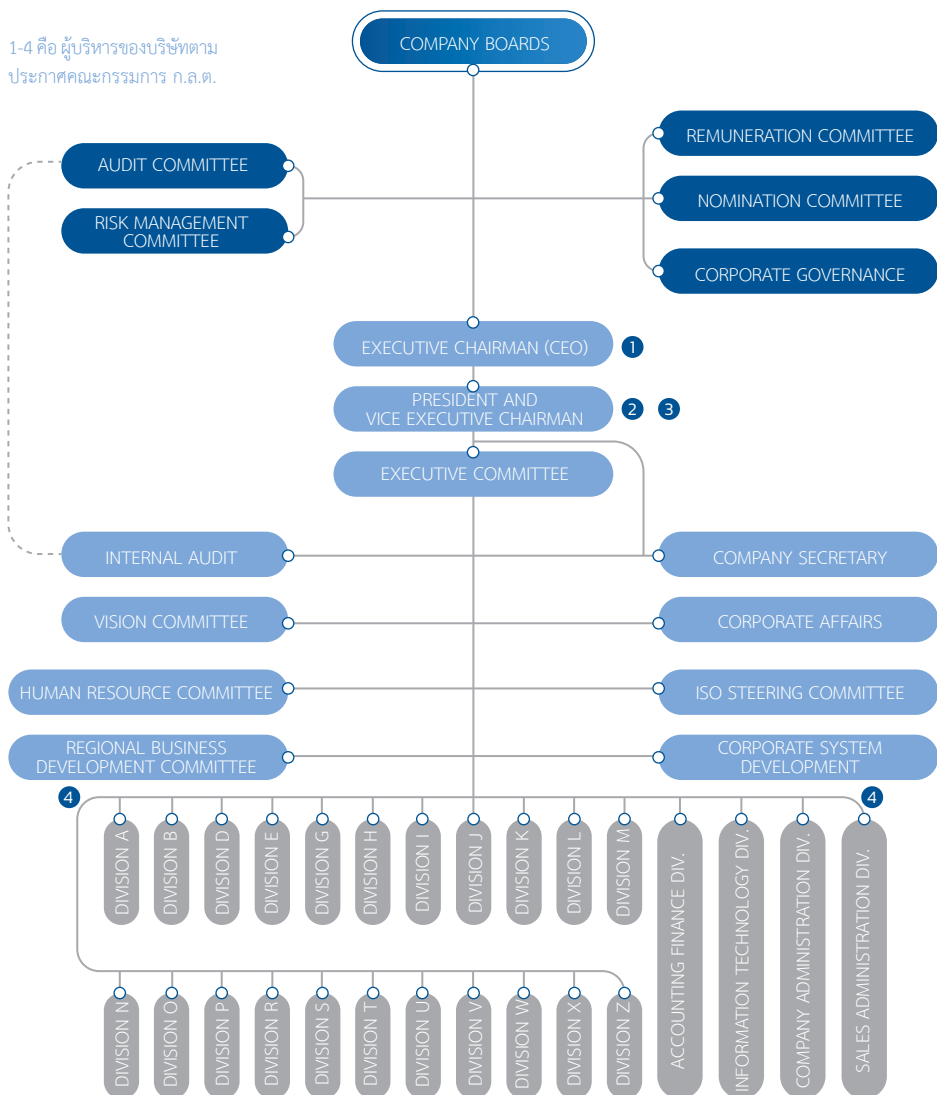 1-4 คือ ผู้บริหารของบริษัทตาม
ประกาศคณะกรรมการ ก.ล.ต.
COMPANY BOARDS
AUDIT COMMITTEE
RISK MANAGEMENT
COMMITTEE
REMUNERATION COMMITTEE
NOMINATION COMMITTEE
CORPORATE GOVERNANCE
EXECUTIVE CHAIRMAN (CEO)
1
PRESIDENT AND
VICE EXECUTIVE CHAIRMAN
2 3
EXECUTIVE COMMITTEE
INTERNAL AUDIT
COMPANY SECRETARY
VISION COMMITTEE
CORPORATE AFFAIRS
HUMAN RESOURCE COMMITTEE
ISO STEERING COMMITTEE
REGIONAL BUSINESS
DEVELOPMENT COMMITTEE
CORPORATE SYSTEM
DEVELOPMENT
4
4
DIVISION A
DIVISION B
DIVISION D
DIVISION E
DIVISION G
DIVISION H
DIVISION I
DIVISION J
DIVISION K
DIVISION L
DIVISION M
ACCOUNTING FINANCE DIV.
INFORMATION TECHNOLOGY DIV.
COMPANY ADMINISTRATION DIV.
SALES ADMINISTRATION DIV.
DIVISION N
DIVISION O
DIVISION P
DIVISION R
DIVISION S
DIVISION T
DIVISION U
DIVISION V
DIVISION W
DIVISION X
DIVISION Z